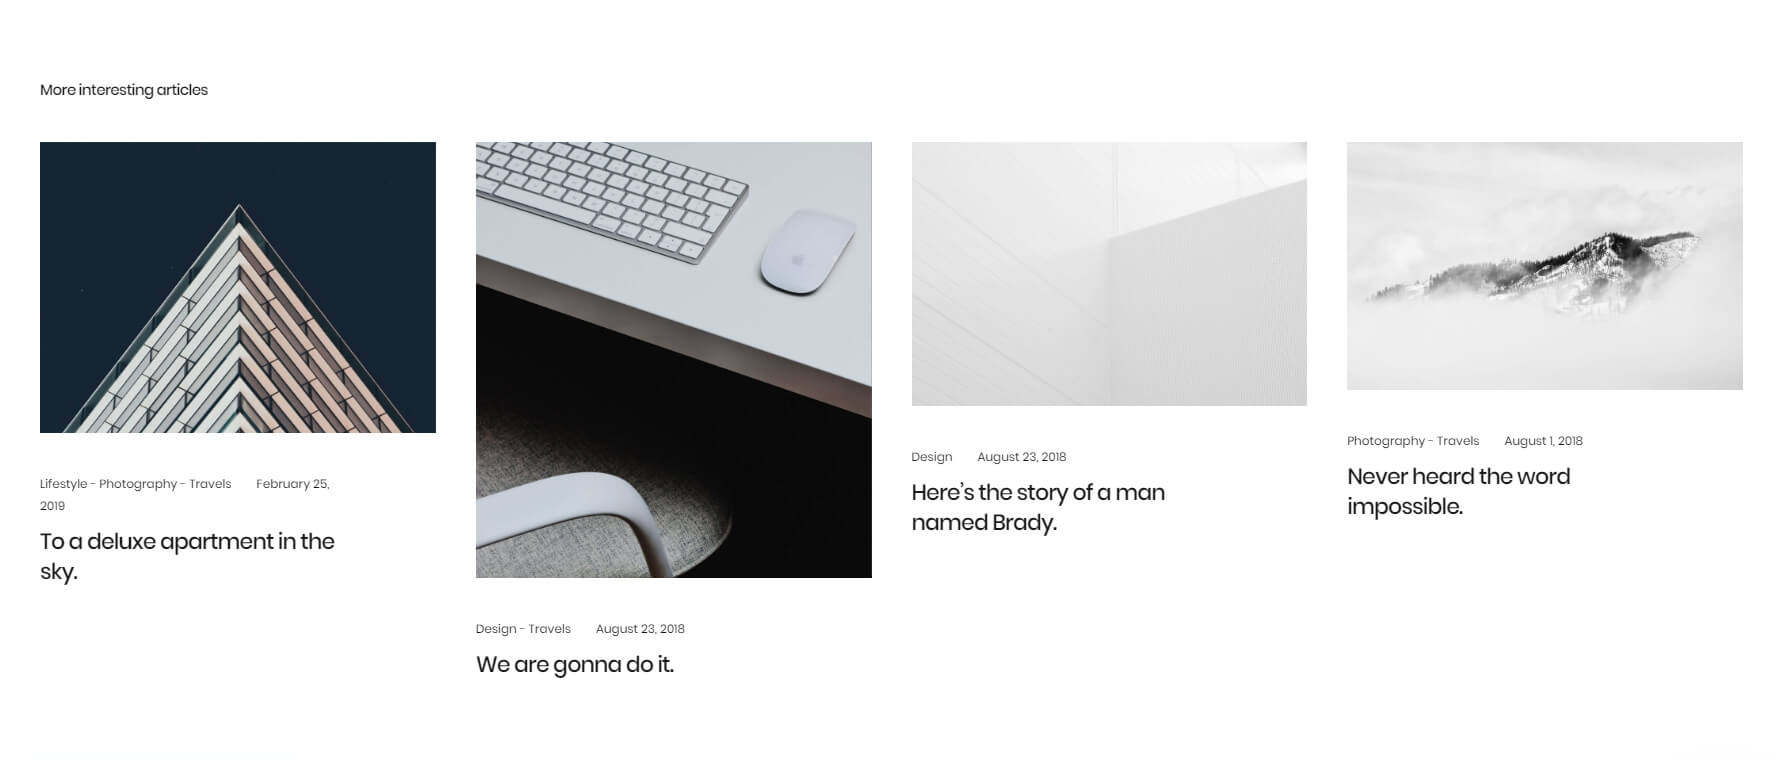 More interesting articles
Lifestyle - Photography - Travels February 25,
2019
To a deluxe apartment in the
sky.
Design - Travels August 23, 2018
We are gonna do it.
Design August 23, 2018
Here's the story of a man
named Brady.
Photography - Travels August 1, 2018
Never heard the word
impossible.